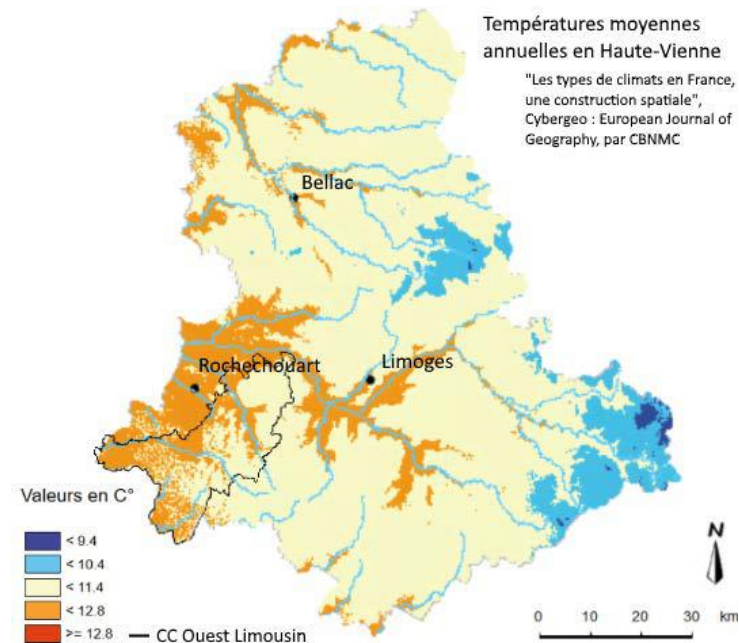 Températures moyennes
annuelles en Haute-Vienne
"Les types de climats en France,
une construction spatiale",
Cybergeo : European Journal of
Geography, par CBNMC
Bellac
Rochechouart
Limoges
Valeurs en C°
< 9.4
< 10.4
< 11.4
< 12.8
>= 12.8
CC Ouest Limousin
N
0 10 20 30 km